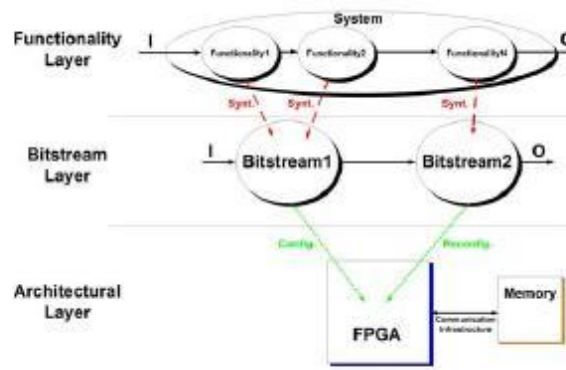 System
Functionality
Layer
I
Functionality1
Functionality2
FunctionalityN
O
Synt.
Synt.
Synt.
Bitstream
Layer
I
Bitstream1
Bitstream2
O
Config.
Reconfig.
Architectural
Layer
FPGA
Communication
Infrastructure
Memory